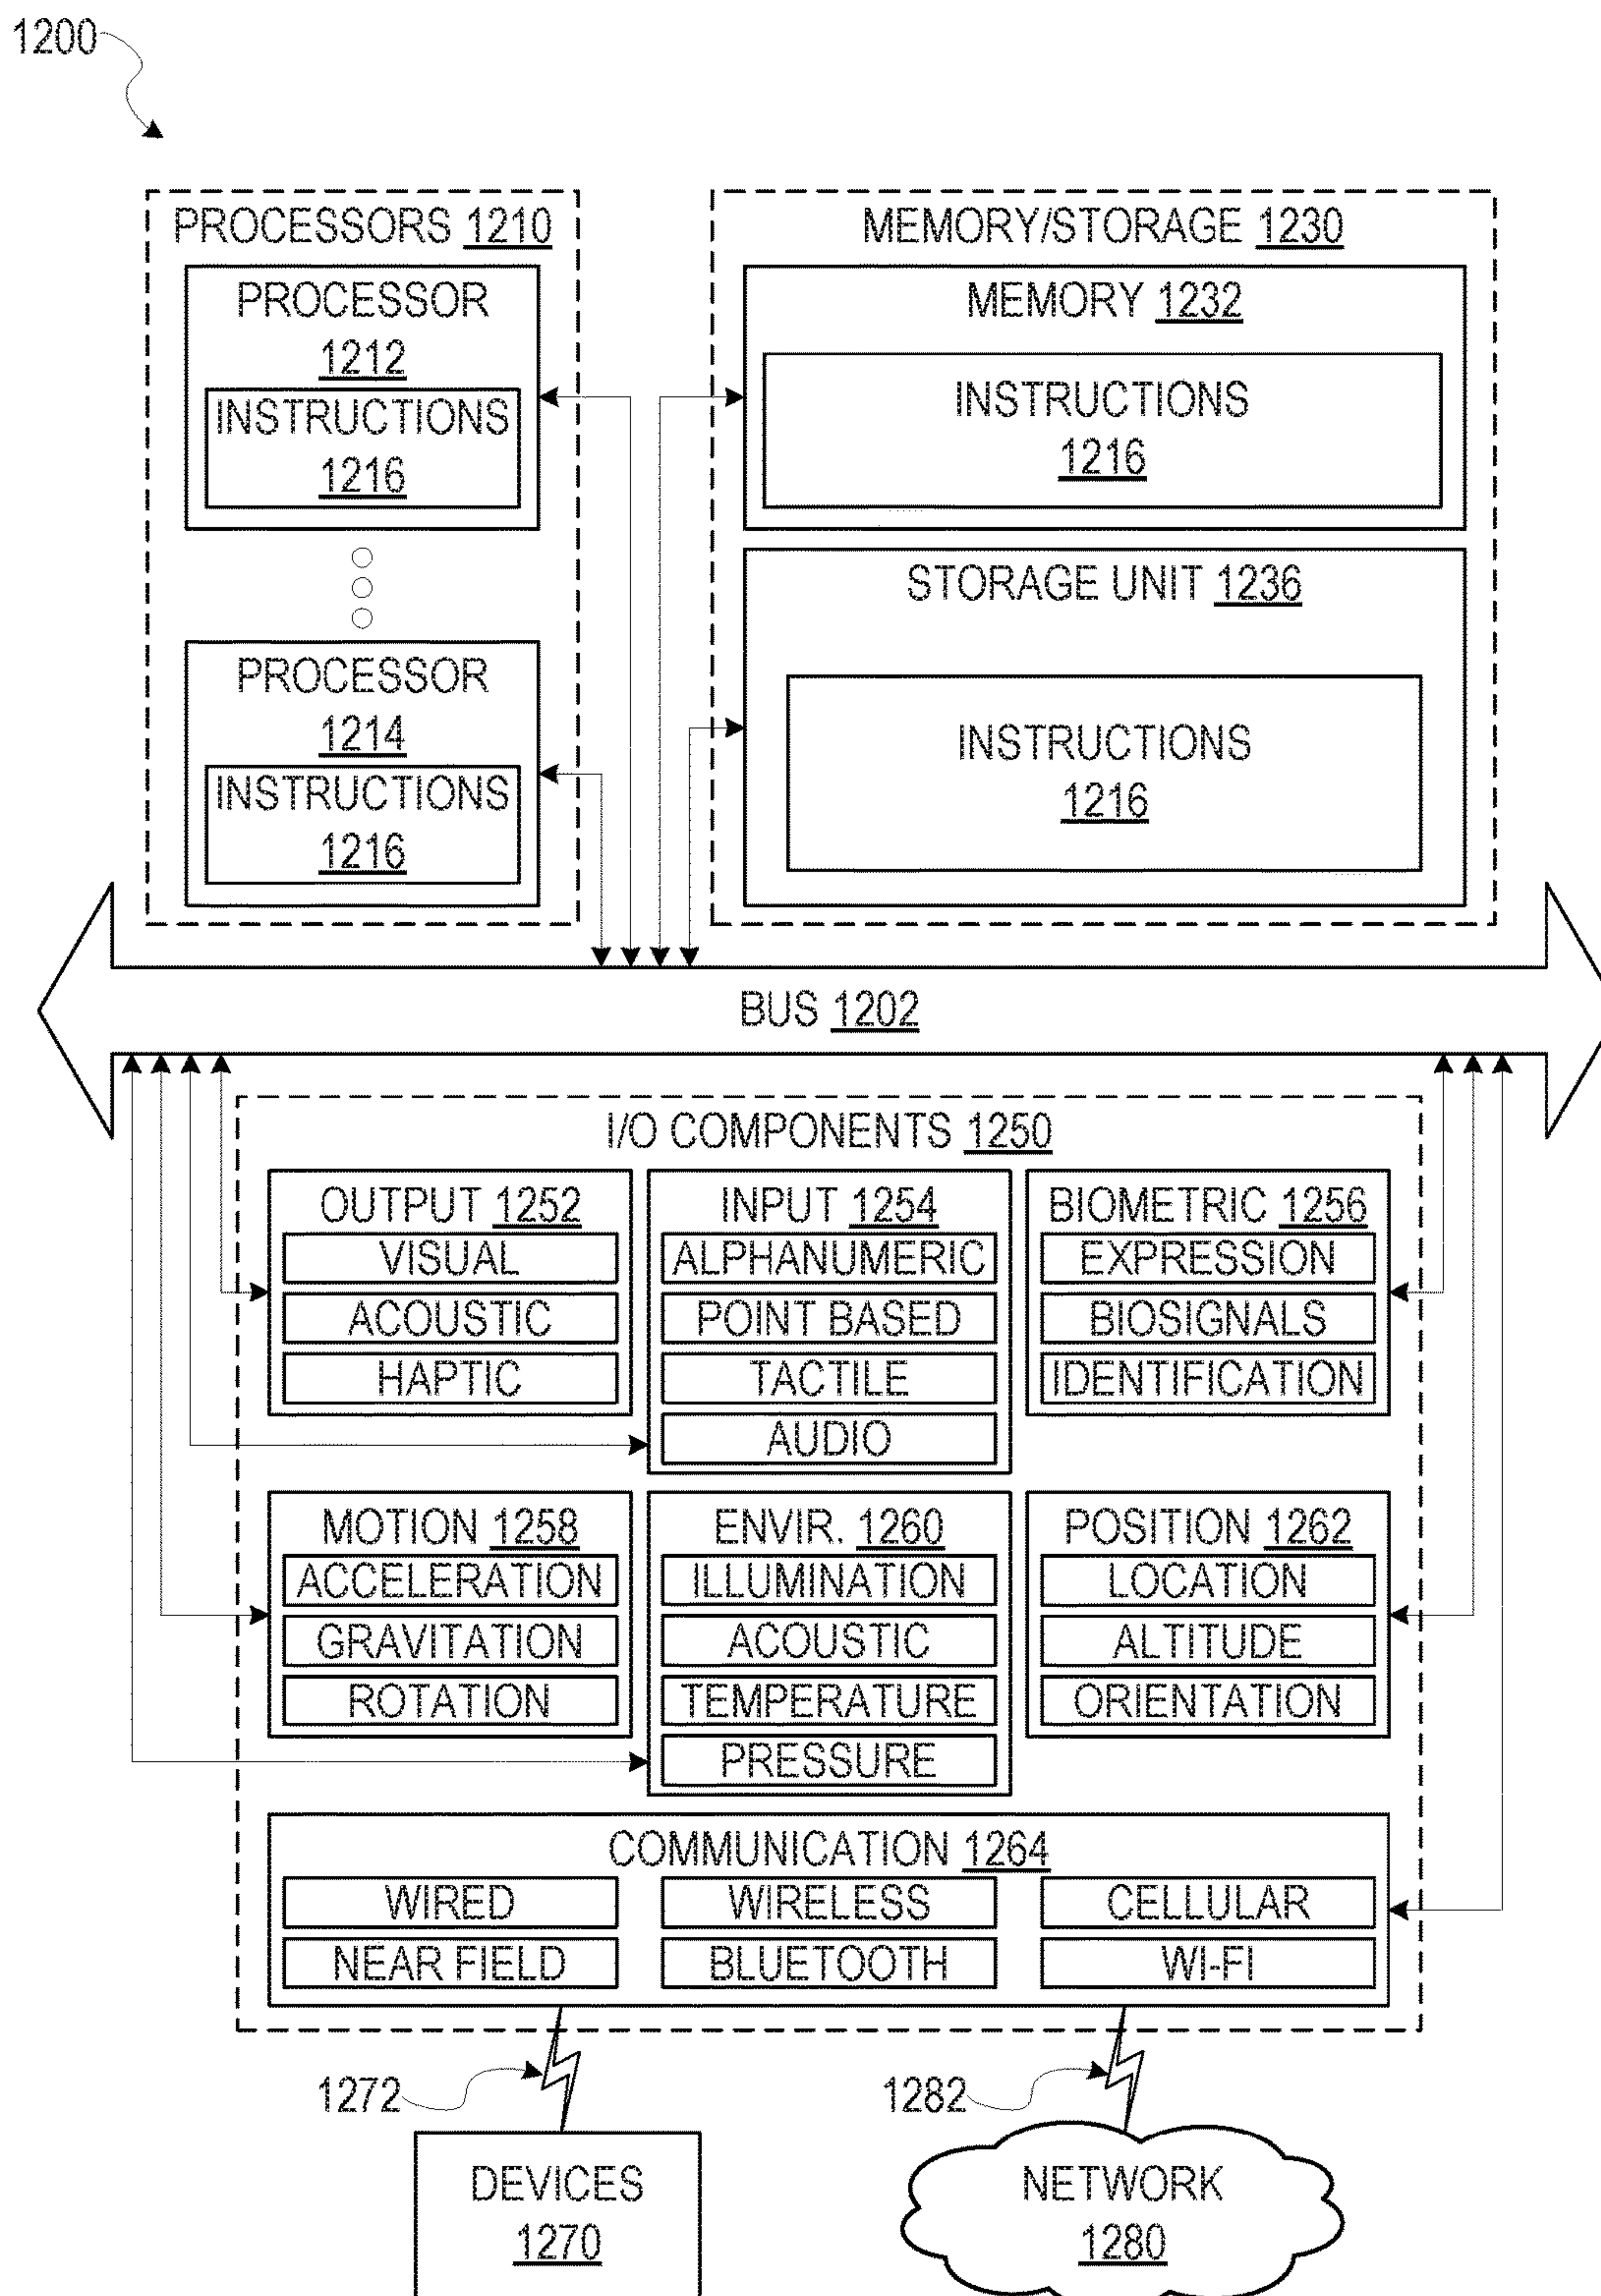 1200
PROCESSORS 1210
PROCESSOR
1212
INSTRUCTIONS
1216
PROCESSOR
1214
INSTRUCTIONS
1216
MEMORY/STORAGE 1230
MEMORY 1232
INSTRUCTIONS
1216
STORAGE UNIT 1236
INSTRUCTIONS
1216
BUS 1202
I/O COMPONENTS 1250
OUTPUT 1252
VISUAL
ACOUSTIC
HAPTIC
INPUT 1254
ALPHANUMERIC
POINT BASED
TACTILE
AUDIO
BIOMETRIC 1256
EXPRESSION
BIOSIGNALS
IDENTIFICATION
MOTION 1258
ACCELERATION
GRAVITATION
ROTATION
ENVIR. 1260
ILLUMINATION
ACOUSTIC
TEMPERATURE
PRESSURE
POSITION 1262
LOCATION
ALTITUDE
ORIENTATION
COMMUNICATION 1264
WIRED
WIRELESS
CELLULAR
NEAR FIELD
BLUETOOTH
WI-FI
1272
1282
DEVICES
1270
NETWORK
1280